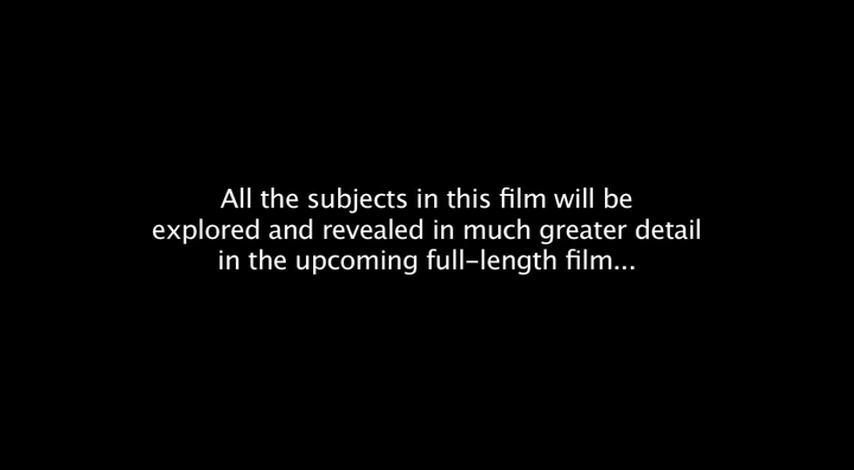 All the subjects in this film will be
explored and revealed in much greater detail
in the upcoming full-length film...